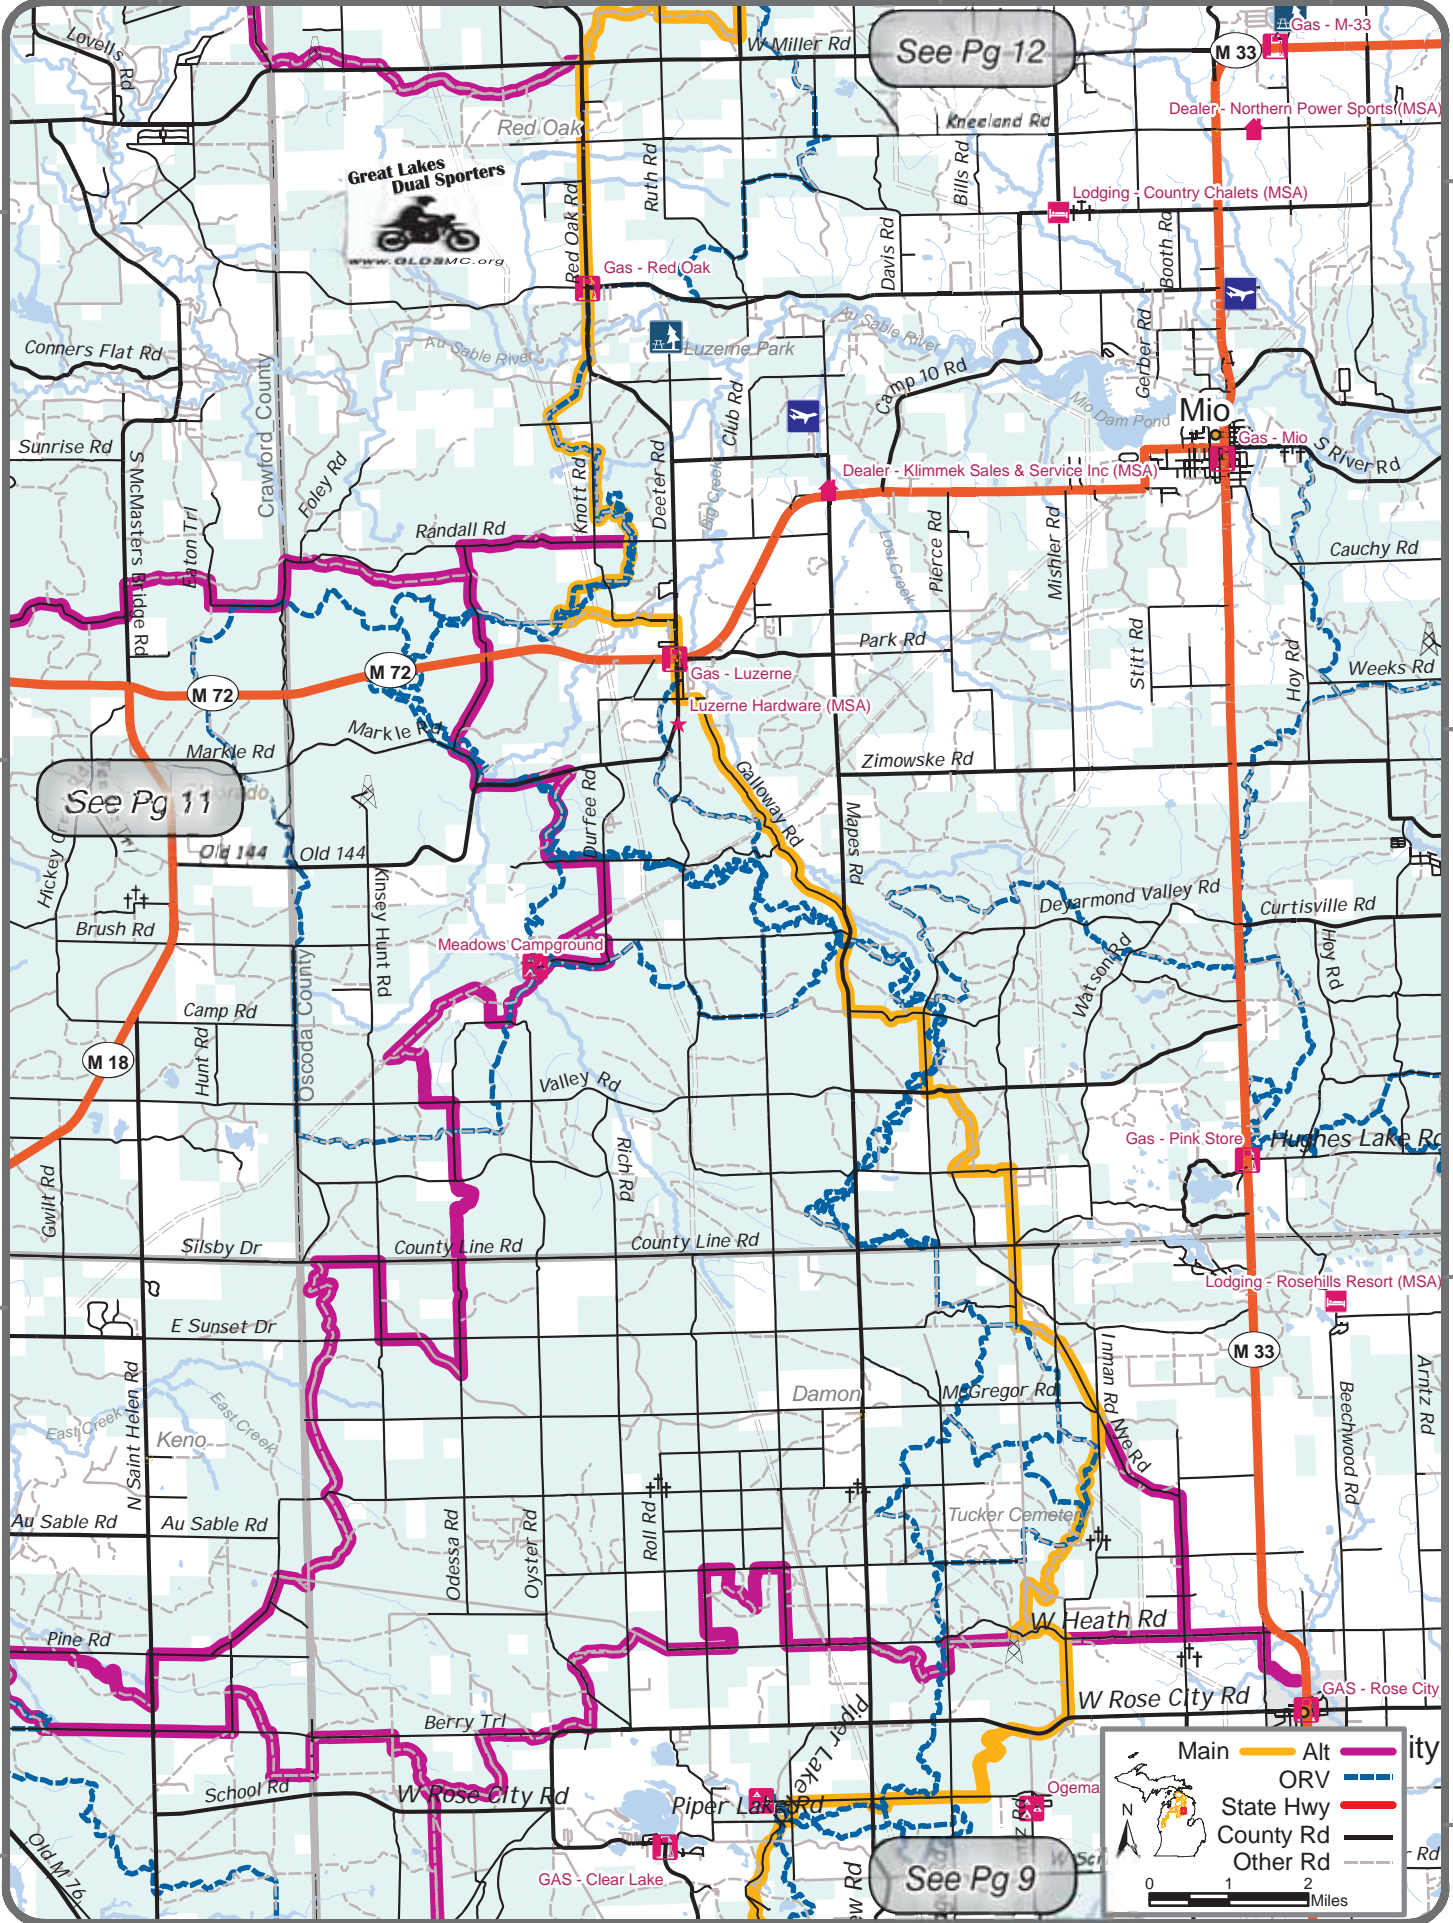 Lovells Rd
W Miller Rd
See Pg 12
M 33
Gas - M-33
Dealer - Northern Power Sports (MSA)
Kneeland Rd
Red Oak
Great Lakes
Dual Sporters
www.GLDSMC.org
Ruth Rd
Bills Rd
Lodging - Country Chalets (MSA)
Red Oak Rd
Davis Rd
Booth Rd
Gas - Red Oak
Au Sable River
Au Sable River
Luzerne Park
Conners Flat Rd
Crawford County
Camp 10 Rd
Gerber Rd
Mio Dam Pond
Mio
Gas - Mio
S River Rd
Club Rd
Sunrise Rd
S McMasters Bridge Rd
Foley Rd
Eaton Trl
Knott Rd
Deeter Rd
Big Creek
Dealer - Klimmek Sales & Service Inc (MSA)
Randall Rd
Lost Creek
Pierce Rd
Mishler Rd
Cauchy Rd
Park Rd
Stitt Rd
Hoy Rd
Weeks Rd
M 72
M 72
Gas - Luzerne
Luzerne Hardware (MSA)
Markle Rd
Markle Rd
Zimowske Rd
See Pg 11
Galloway Rd
Durfee Rd
Mapes Rd
Old 144
Old 144
Kinsey Hunt Rd
Deyarmond Valley Rd
Curtisville Rd
Brush Rd
Meadows Campground
Watson Rd
Hoy Rd
Oscoda County
Camp Rd
Hunt Rd
M 18
Valley Rd
Gas - Pink Store
Hughes Lake Rd
Rich Rd
Gwilt Rd
Silsby Dr
County Line Rd
County Line Rd
Lodging - Rosehills Resort (MSA)
E Sunset Dr
M 33
N Saint Helen Rd
Inman Rd
Arntz Rd
Beechwood Rd
McGregor Rd
Damon
East Creek
East Creek
Keno
Nye Rd
Au Sable Rd
Au Sable Rd
Odessa Rd
Oyster Rd
Roll Rd
Tucker Cemetery
Pine Rd
W Heath Rd
W Rose City Rd
GAS - Rose City
Berry Trl
Piper Lake
School Rd
W Rose City Rd
Piper Lake Rd
Ogema
Old M 76
GAS - Clear Lake
See Pg 9
ew Rd
z Rd
ity
r Rd
Main
Alt
ORV
State Hwy
County Rd
Other Rd
N
0 1 2
Miles